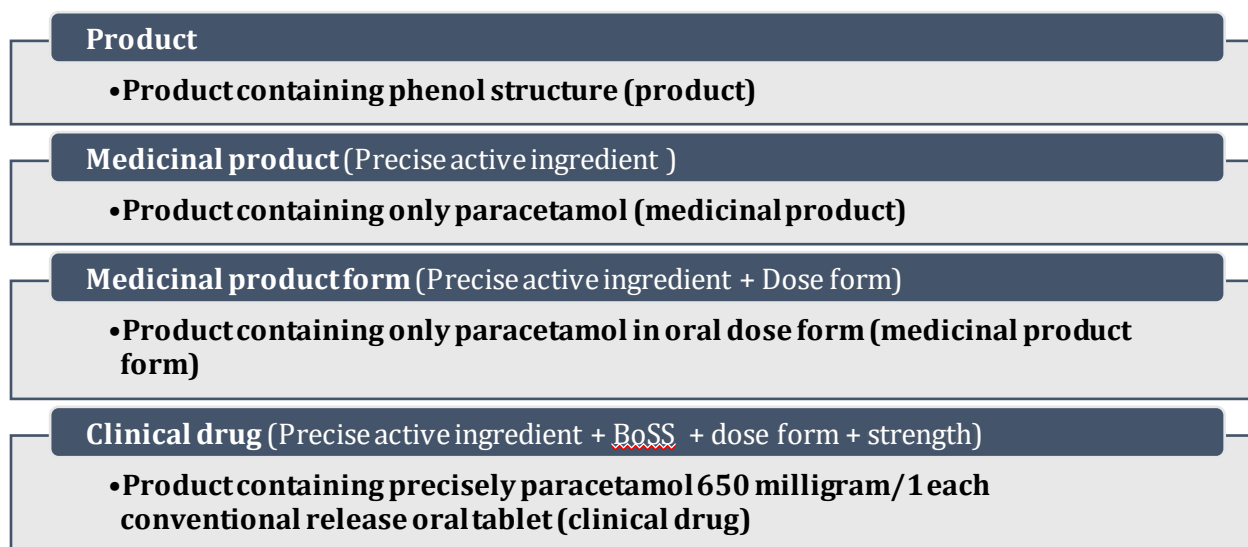 Product
•Product containing phenol structure (product)
Medicinal product (Precise active ingredient )
•Product containing only paracetamol (medicinal product)
Medicinal product form (Precise active ingredient + Dose form)
•Product containing only paracetamol in oral dose form (medicinal product
form)
Clinical drug (Precise active ingredient + BoSS + dose form + strength)
•Product containing precisely paracetamol 650 milligram/1 each
conventional release oral tablet (clinical drug)